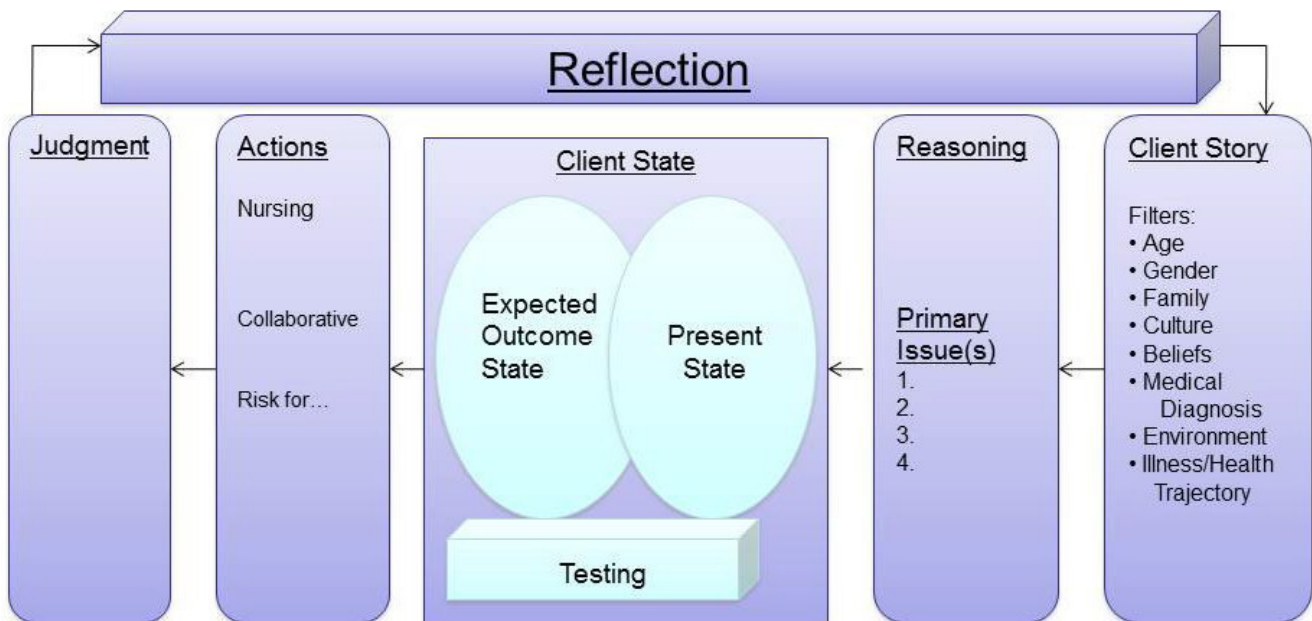 Reflection
Judgment
Actions
Nursing
Collaborative
Risk for…
Client State
Expected
Outcome
State
Present
State
Testing
Reasoning
Primary
Issue(s)
1.
2.
3.
4.
Client Story
Filters:
• Age
• Gender
• Family
• Culture
• Beliefs
• Medical
Diagnosis
• Environment
• Illness/Health
Trajectory